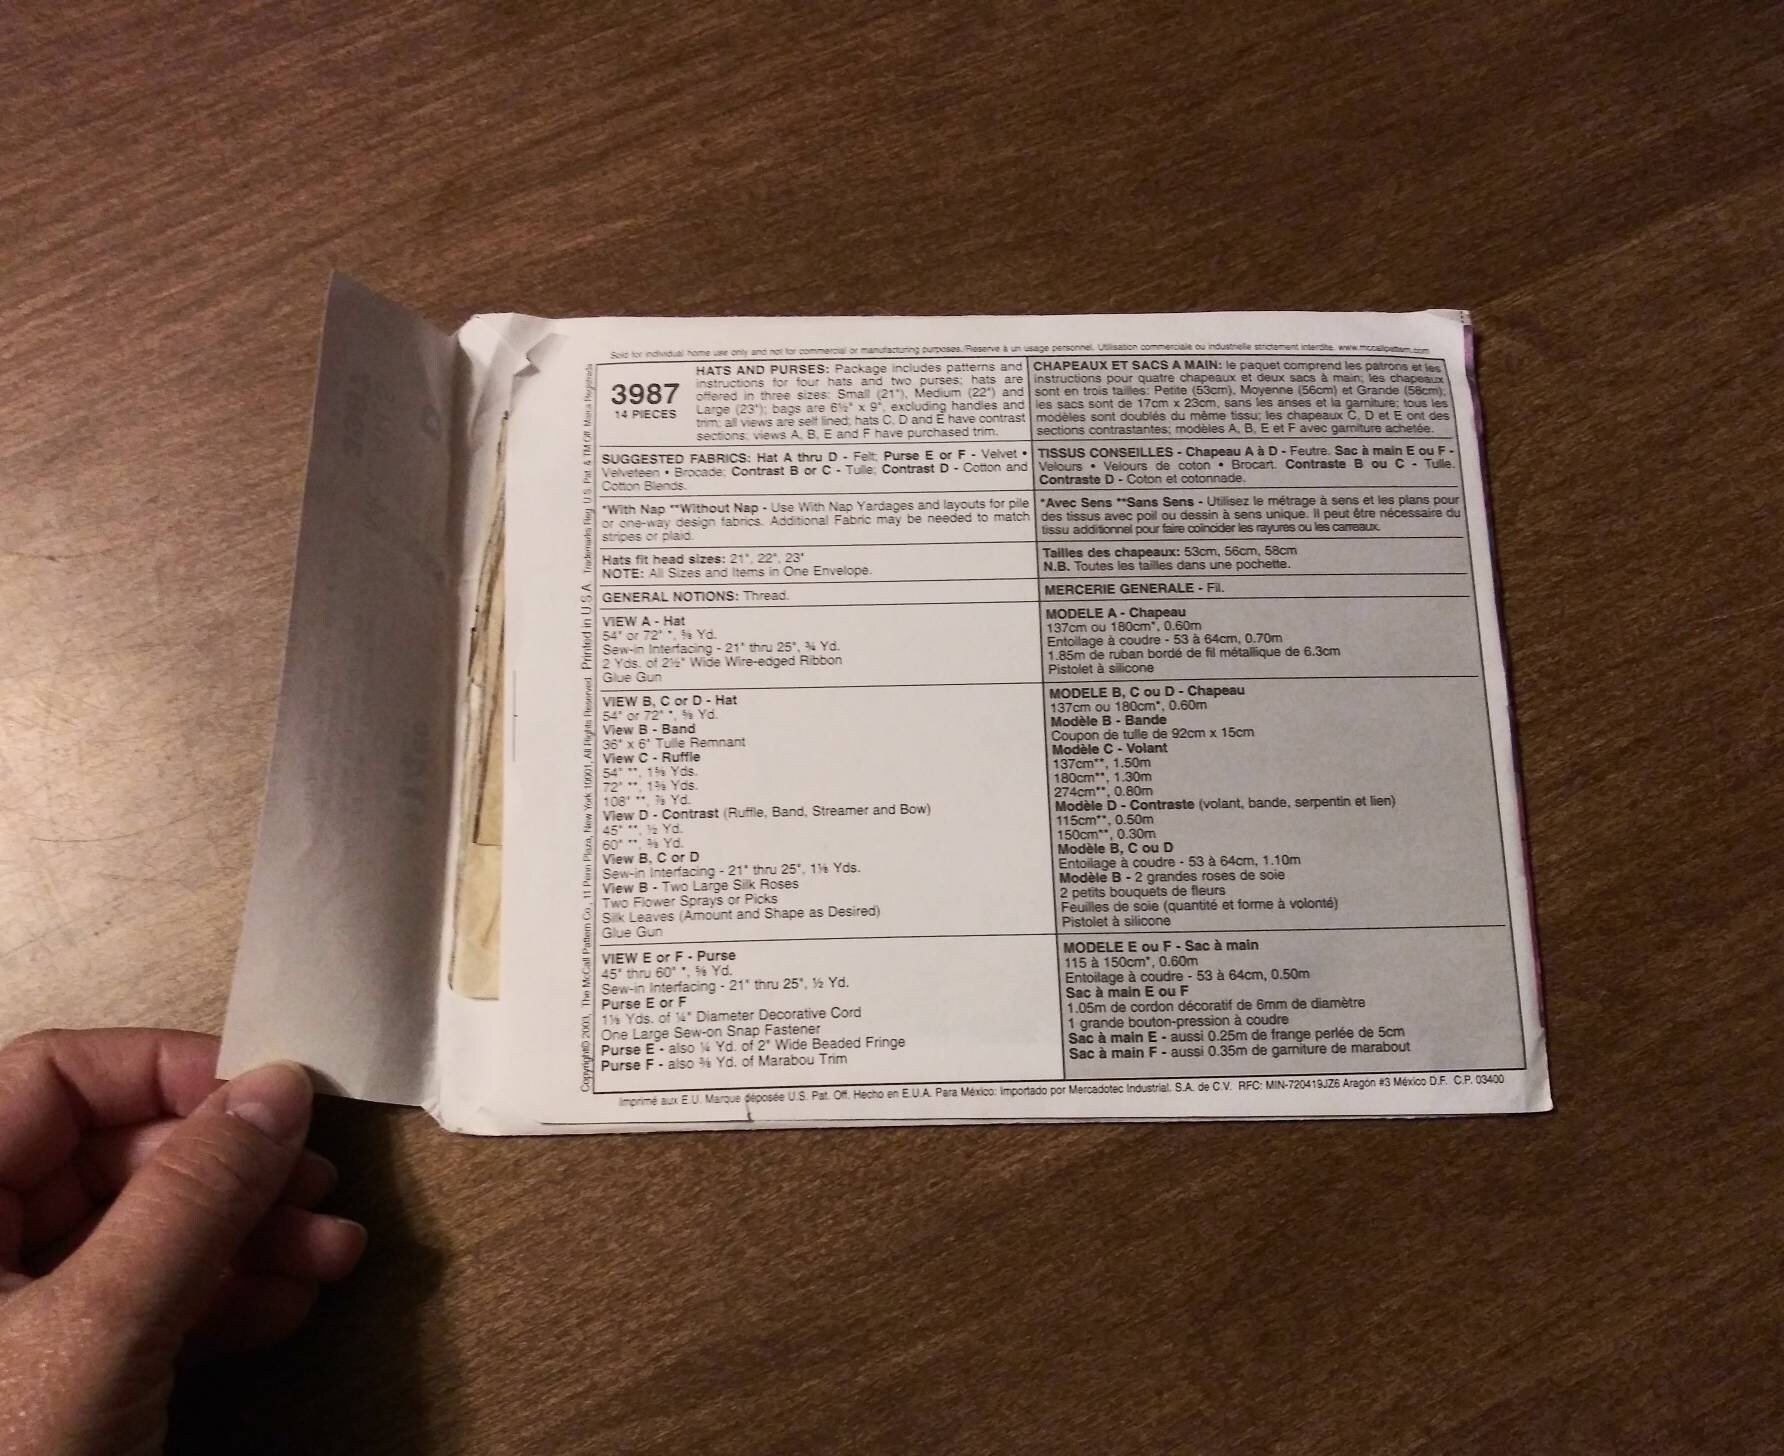 Sold for individual home use only and not for commercial or manufacturing purposes./Réservé à un usage personnel. Utilisation commerciale ou industrielle strictement interdite. www.mccallpattern.com
3987
14 PIECES
HATS AND PURSES: Package includes patterns and
instructions for four hats and two purses; hats are
offered in three sizes: Small (21"), Medium (22") and
Large (23"); bags are 6½" x 9", excluding handles and
trim; all views are self lined; hats C, D and E have contrast
sections; views A, B, E and F have purchased trim.
SUGGESTED FABRICS: Hat A thru D - Felt; Purse E or F - Velvet •
Velveteen • Brocade; Contrast B or C - Tulle; Contrast D - Cotton and
Cotton Blends.
*With Nap **Without Nap - Use With Nap Yardages and layouts for pile
or one-way design fabrics. Additional Fabric may be needed to match
stripes or plaid.
Hats fit head sizes: 21", 22", 23"
NOTE: All Sizes and Items in One Envelope.
GENERAL NOTIONS: Thread.
VIEW A - Hat
54" or 72" *, ⅝ Yd.
Sew-in Interfacing - 21" thru 25", ¾ Yd.
2 Yds. of 2½" Wide Wire-edged Ribbon
Glue Gun
VIEW B, C or D - Hat
54" or 72" *, ⅝ Yd.
View B - Band
36" x 6" Tulle Remnant
View C - Ruffle
54" **, 1⅝ Yds.
72" **, 1⅜ Yds.
108" **, ⅞ Yd.
View D - Contrast (Ruffle, Band, Streamer and Bow)
45" **, ½ Yd.
60" **, ⅜ Yd.
View B, C or D
Sew-in Interfacing - 21" thru 25", 1⅛ Yds.
View B - Two Large Silk Roses
Two Flower Sprays or Picks
Silk Leaves (Amount and Shape as Desired)
Glue Gun
VIEW E or F - Purse
45" thru 60" *, ⅝ Yd.
Sew-in Interfacing - 21" thru 25", ½ Yd.
Purse E or F
1⅛ Yds. of ¼" Diameter Decorative Cord
One Large Sew-on Snap Fastener
Purse E - also ¼ Yd. of 2" Wide Beaded Fringe
Purse F - also ⅜ Yd. of Marabou Trim
CHAPEAUX ET SACS A MAIN: le paquet comprend les patrons et les
instructions pour quatre chapeaux et deux sacs à main; les chapeaux
sont en trois tailles: Petite (53cm), Moyenne (56cm) et Grande (58cm);
les sacs sont de 17cm x 23cm, sans les anses et la garniture; tous les
modèles sont doublés du même tissu; les chapeaux C, D et E ont des
sections contrastantes; modèles A, B, E et F avec garniture achetée.
TISSUS CONSEILLES - Chapeau A à D - Feutre. Sac à main E ou F -
Velours • Velours de coton • Brocart. Contraste B ou C - Tulle.
Contraste D - Coton et cotonnade.
*Avec Sens **Sans Sens - Utilisez le métrage à sens et les plans pour
des tissus avec poil ou dessin à sens unique. Il peut être nécessaire du
tissu additionnel pour faire coïncider les rayures ou les carreaux.
Tailles des chapeaux: 53cm, 56cm, 58cm
N.B. Toutes les tailles dans une pochette.
MERCERIE GENERALE - Fil.
MODELE A - Chapeau
137cm ou 180cm*, 0.60m
Entoilage à coudre - 53 à 64cm, 0.70m
1.85m de ruban bordé de fil métallique de 6.3cm
Pistolet à silicone
MODELE B, C ou D - Chapeau
137cm ou 180cm*, 0.60m
Modèle B - Bande
Coupon de tulle de 92cm x 15cm
Modèle C - Volant
137cm**, 1.50m
180cm**, 1.30m
274cm**, 0.80m
Modèle D - Contraste (volant, bande, serpentin et lien)
115cm**, 0.50m
150cm**, 0.30m
Modèle B, C ou D
Entoilage à coudre - 53 à 64cm, 1.10m
Modèle B - 2 grandes roses de soie
2 petits bouquets de fleurs
Feuilles de soie (quantité et forme à volonté)
Pistolet à silicone
MODELE E ou F - Sac à main
115 à 150cm*, 0.60m
Entoilage à coudre - 53 à 64cm, 0.50m
Sac à main E ou F
1.05m de cordon décoratif de 6mm de diamètre
1 grande bouton-pression à coudre
Sac à main E - aussi 0.25m de frange perlée de 5cm
Sac à main F - aussi 0.35m de garniture de marabout
Copyright© 2003, The McCall Pattern Co., 11 Penn Plaza, New York 10001, All Rights Reserved. Printed in U.S.A. Trademarks Reg. U.S. Pat. & TM Off. Marca Registrada
Imprimé aux E.U. Marque déposée U.S. Pat. Off. Hecho en E.U.A. Para México: Importado por Mercadotec Industrial. S.A. de C.V. RFC: MIN-720419JZ6 Aragón #3 México D.F. C.P. 03400